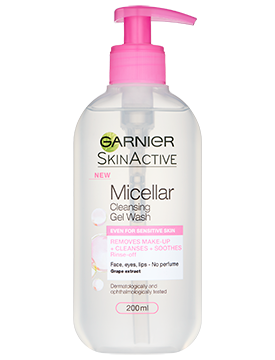 GARNIER
SKINACTIVE
NEW
Micellar
Cleansing
Gel Wash
EVEN FOR SENSITIVE SKIN
REMOVES MAKE-UP
+ CLEANSES + SOOTHES
Rinse-off
Face, eyes, lips - No perfume
Grape extract
Dermatologically and
ophthalmologically tested
200ml